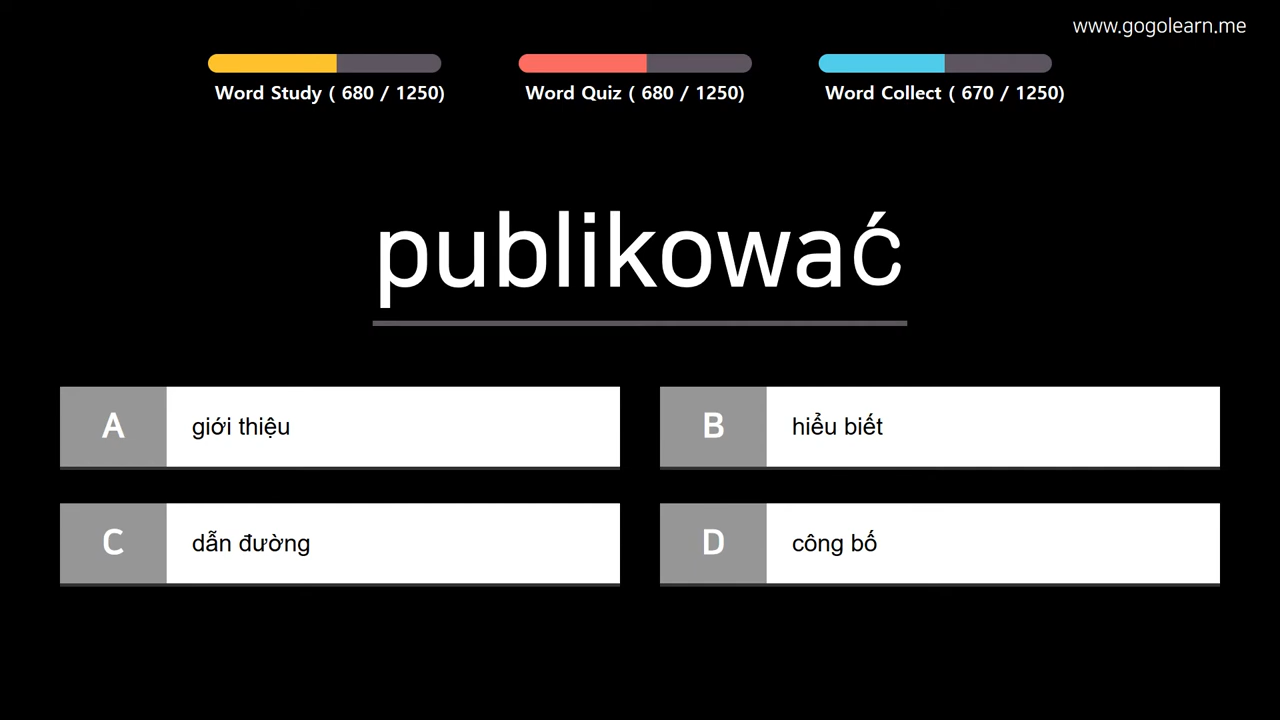 www.gogolearn.me
Word Study ( 680 / 1250)
Word Quiz ( 680 / 1250)
Word Collect ( 670 / 1250)
publikować
A giới thiệu
B hiểu biết
C dẫn đường
D công bố